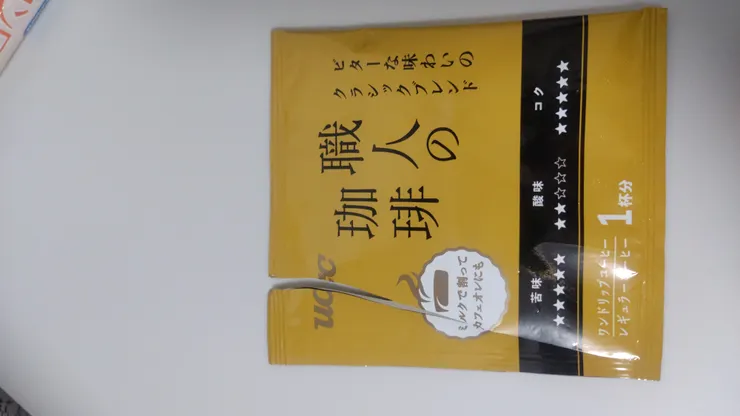 ビターな味わいの
クラシックブレンド
職人の
珈琲
UCC
ミルクで割って
カフェオレにも
苦味
★★★★★
酸味
★★☆☆☆
コク
★★★★★
ワンドリップコーヒー
レギュラーコーヒー
1杯分